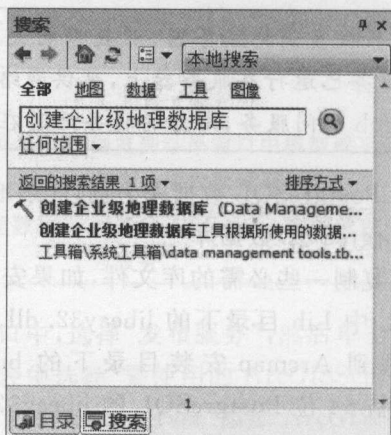 搜索
本地搜索
全部 地图 数据 工具 图像
创建企业级地理数据库
任何范围
返回的搜索结果 1项 排序方式
创建企业级地理数据库 (Data Manageme...
创建企业级地理数据库工具根据所使用的数据...
工具箱\系统工具箱\data management tools.tb...
1
目录 搜索